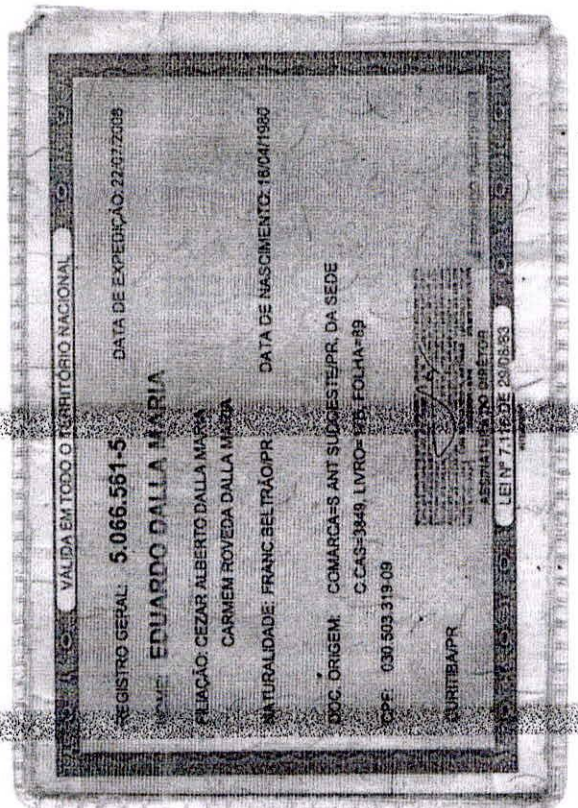 VÁLIDA EM TODO O TERRITÓRIO NACIONAL
REGISTRO GERAL: 5.066.561-5 DATA DE EXPEDIÇÃO: 22/07/2008
NOME: EDUARDO DALLA MARIA
FILIAÇÃO: CEZAR ALBERTO DALLA MARIA
CARMEM ROVEDA DALLA MARIA
NATURALIDADE: FRANC.BELTRÃO/PR DATA DE NASCIMENTO: 16/04/1980
DOC. ORIGEM: COMARCA=S ANT SUDOESTE/PR, DA SEDE
C.CAS=3849, LIVRO= FOLHA=89
CPF: 030.503.319-09
CURITIBA/PR
ASSINATURA DO DIRETOR
LEI Nº 7.116 DE 29/08/83